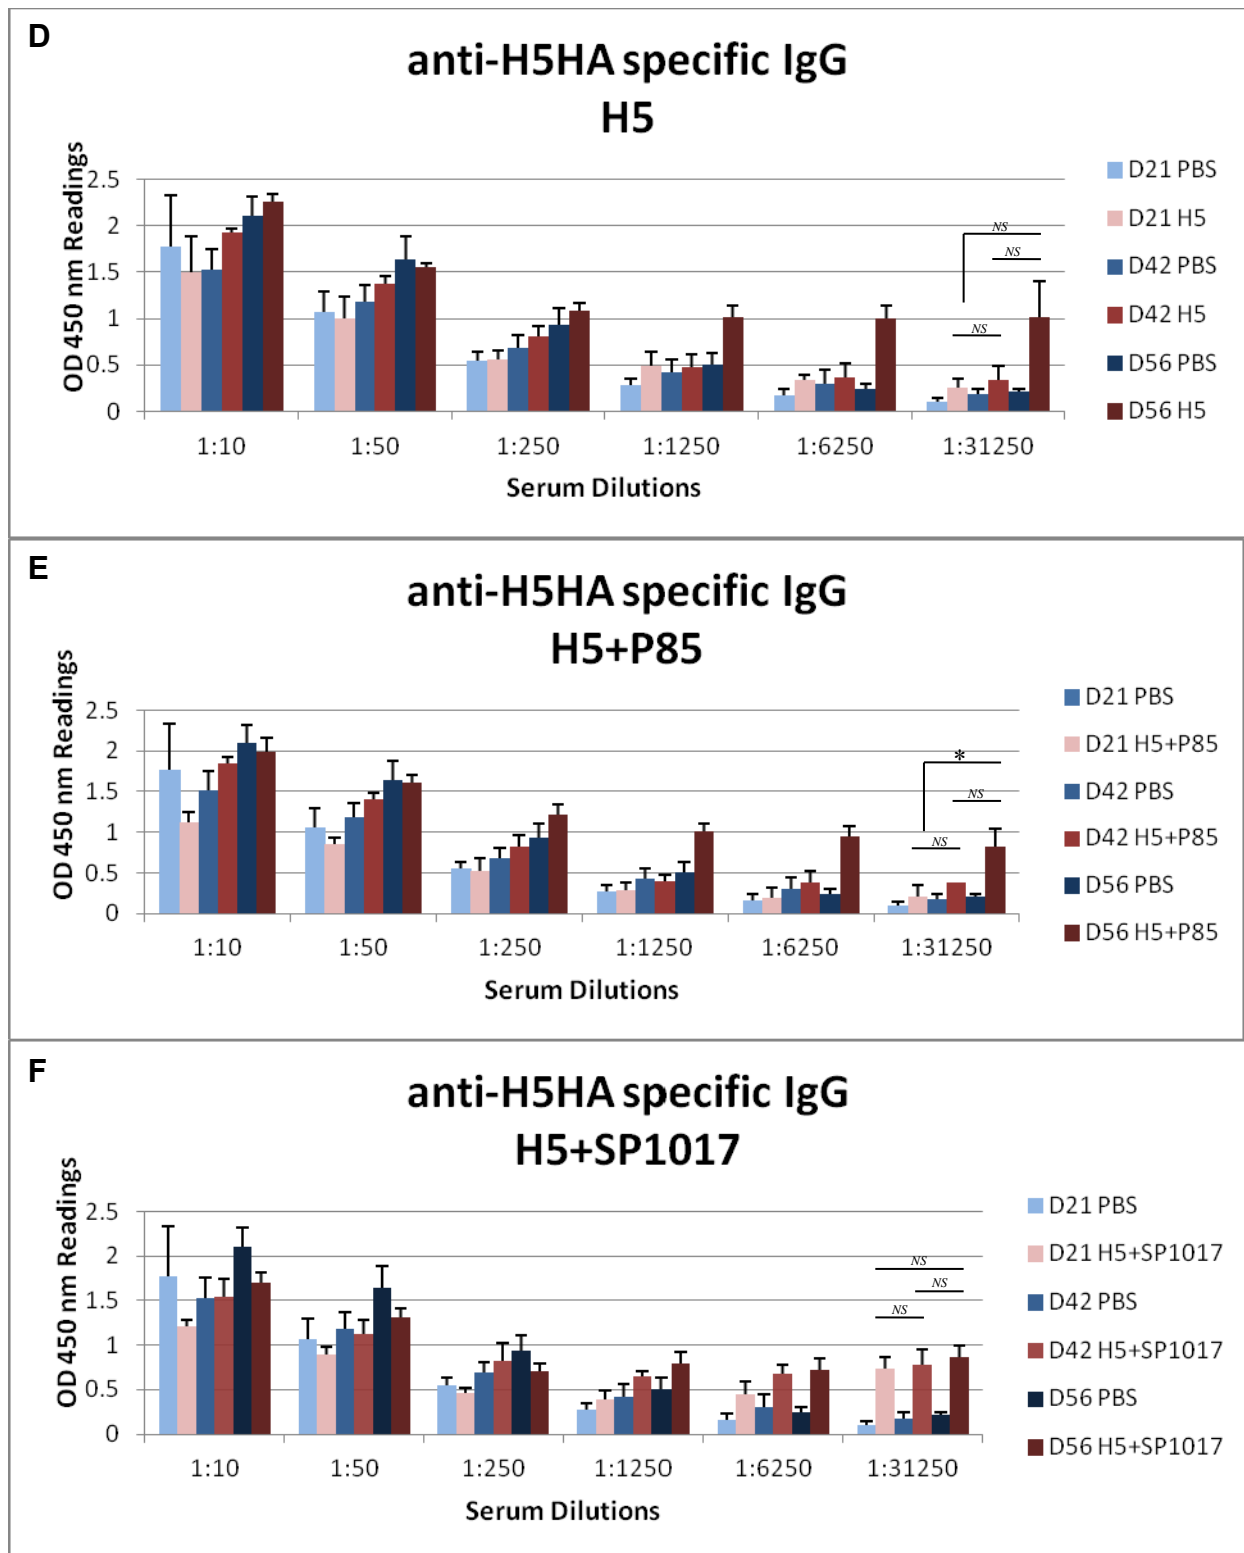 D
anti-H5HA specific IgG
H5
OD 450 nm Readings
2.5
2
1.5
1
0.5
0
NS
NS
NS
1:10 1:50 1:250 1:1250 1:6250 1:31250
Serum Dilutions
D21 PBS
D21 H5
D42 PBS
D42 H5
D56 PBS
D56 H5
E
anti-H5HA specific IgG
H5+P85
OD 450 nm Readings
2.5
2
1.5
1
0.5
0
*
NS
NS
1:10 1:50 1:250 1:1250 1:6250 1:31250
Serum Dilutions
D21 PBS
D21 H5+P85
D42 PBS
D42 H5+P85
D56 PBS
D56 H5+P85
F
anti-H5HA specific IgG
H5+SP1017
OD 450 nm Readings
2.5
2
1.5
1
0.5
0
NS
NS
NS
1:10 1:50 1:250 1:1250 1:6250 1:31250
Serum Dilutions
D21 PBS
D21 H5+SP1017
D42 PBS
D42 H5+SP1017
D56 PBS
D56 H5+SP1017